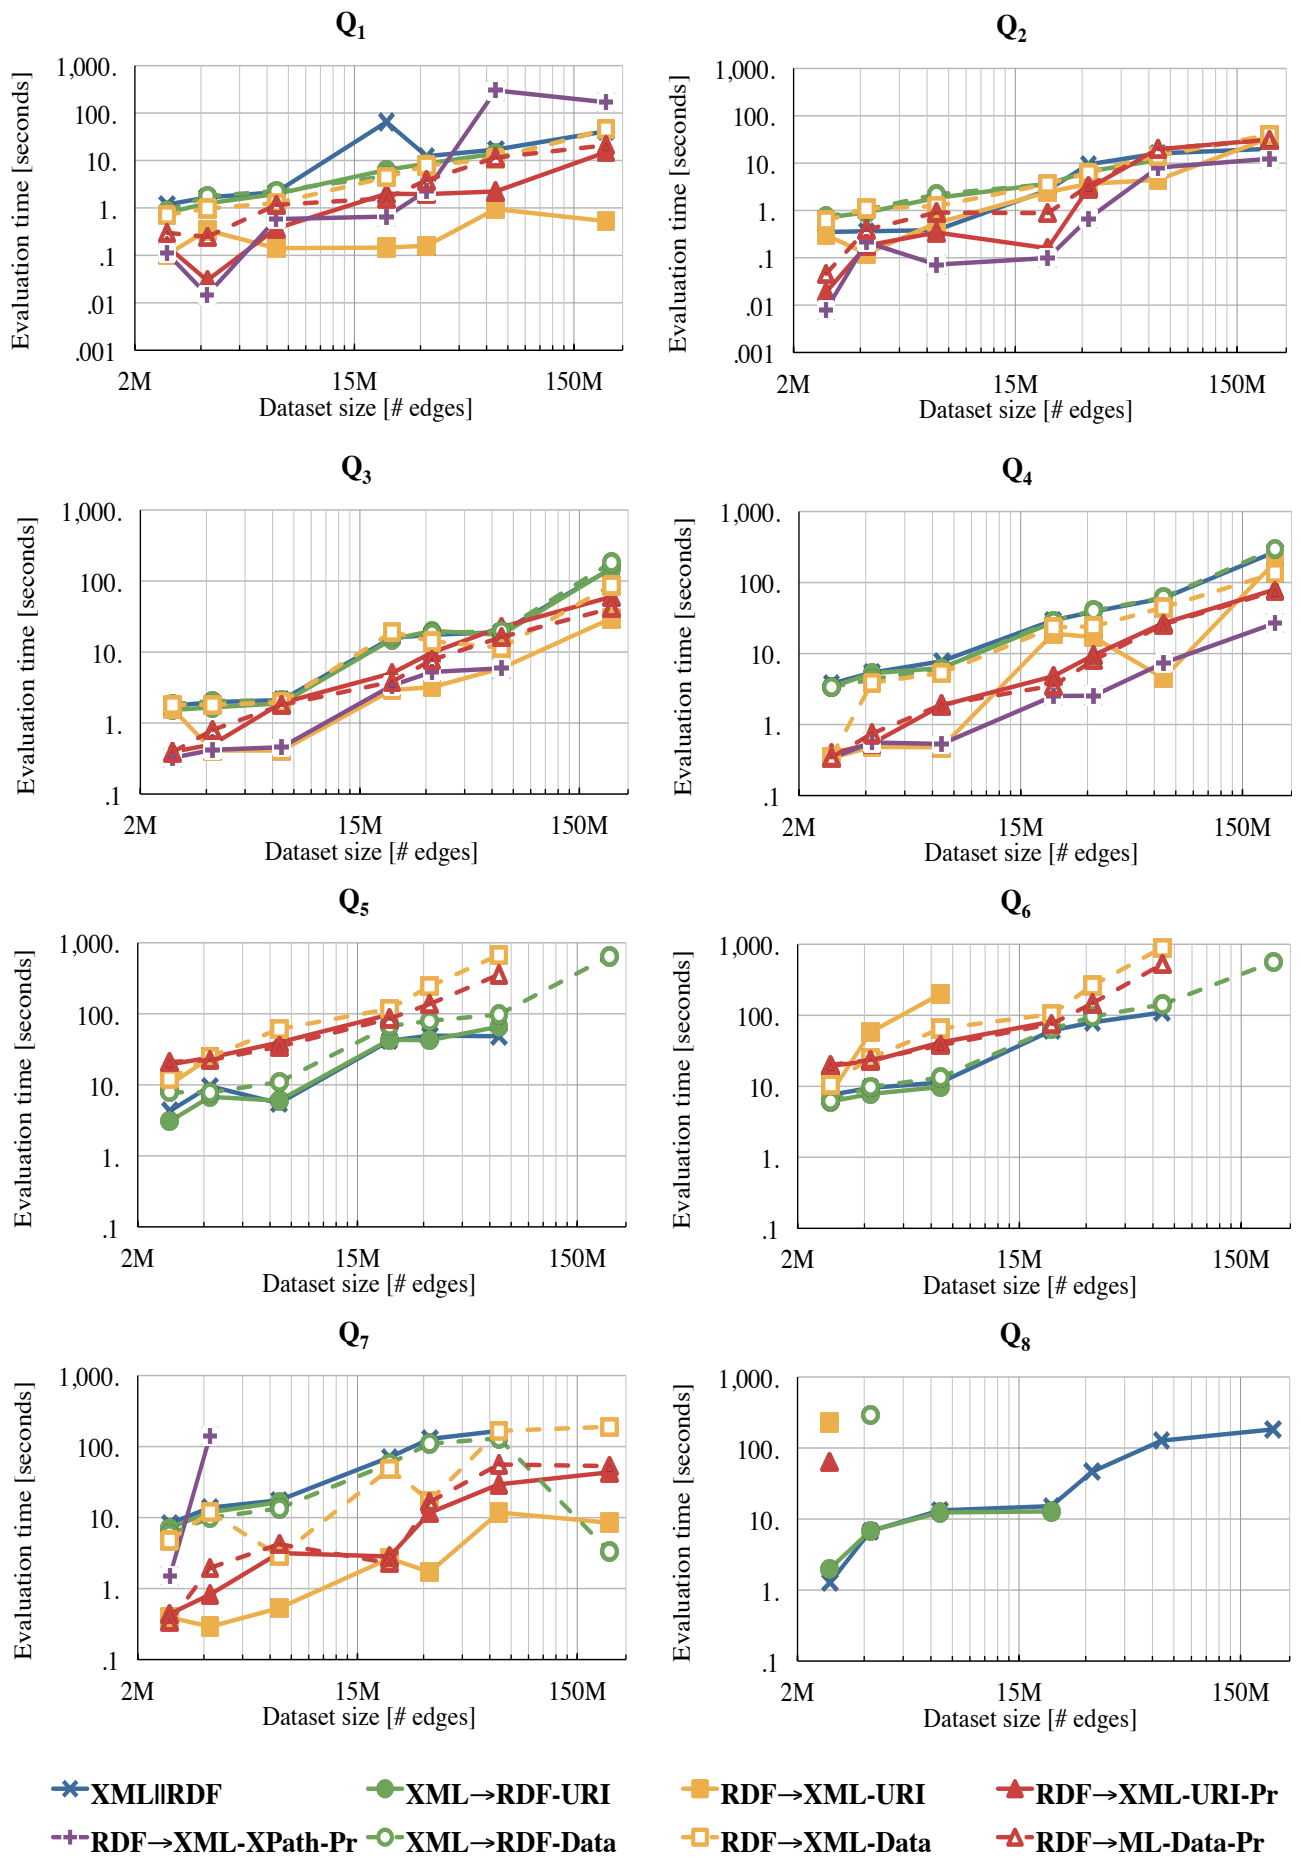 Q1
Evaluation time [seconds]
1,000.
100.
10.
1.
.1
.01
.001
2M 15M 150M
Dataset size [# edges]
Q2
Evaluation time [seconds]
1,000.
100.
10.
1.
.1
.01
.001
2M 15M 150M
Dataset size [# edges]
Q3
Evaluation time [seconds]
1,000.
100.
10.
1.
.1
2M 15M 150M
Dataset size [# edges]
Q4
Evaluation time [seconds]
1,000.
100.
10.
1.
.1
2M 15M 150M
Dataset size [# edges]
Q5
Evaluation time [seconds]
1,000.
100.
10.
1.
.1
2M 15M 150M
Dataset size [# edges]
Q6
Evaluation time [seconds]
1,000.
100.
10.
1.
.1
2M 15M 150M
Dataset size [# edges]
Q7
Evaluation time [seconds]
1,000.
100.
10.
1.
.1
2M 15M 150M
Dataset size [# edges]
Q8
Evaluation time [seconds]
1,000.
100.
10.
1.
.1
2M 15M 150M
Dataset size [# edges]
XML||RDF XML→RDF-URI RDF→XML-URI RDF→XML-URI-Pr
RDF→XML-XPath-Pr XML→RDF-Data RDF→XML-Data RDF→ML-Data-Pr